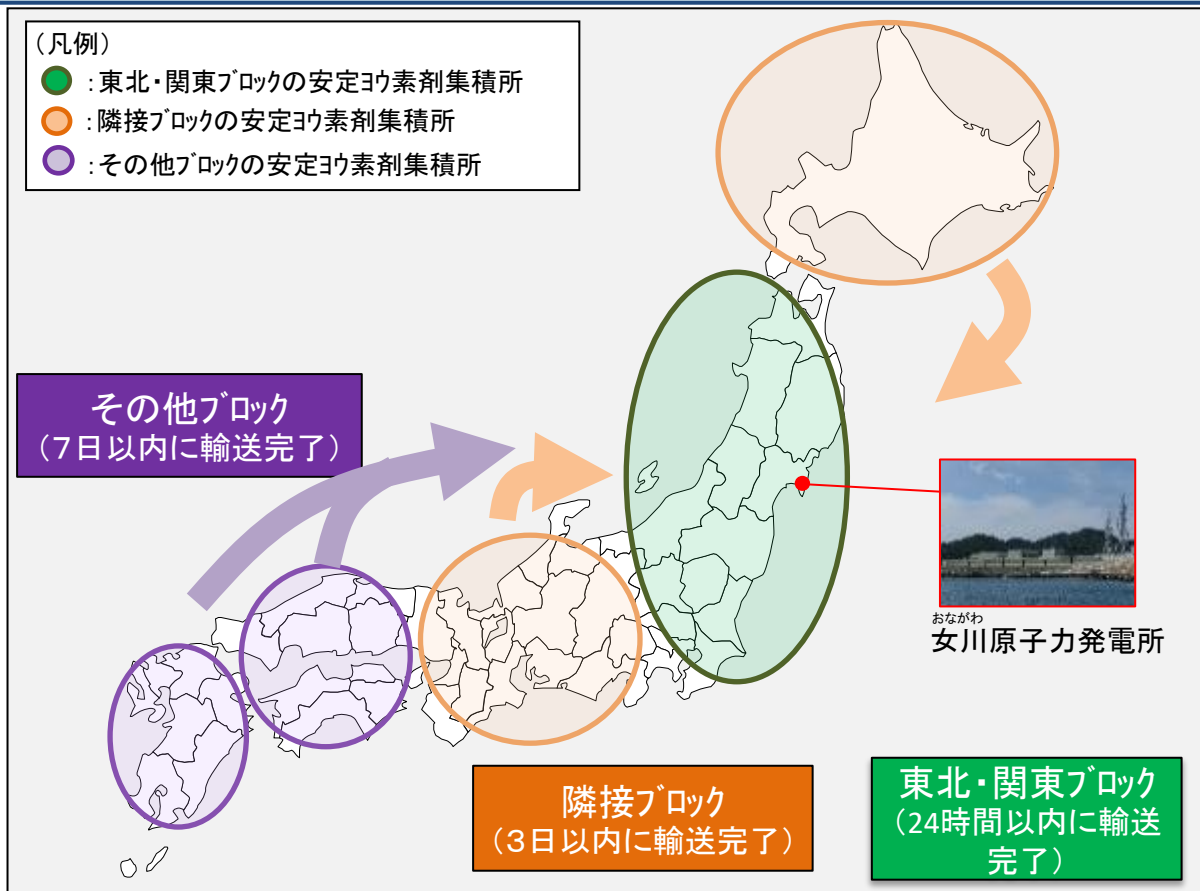 (凡例)
:東北・関東ブロックの安定ヨウ素剤集積所
:隣接ブロックの安定ヨウ素剤集積所
:その他ブロックの安定ヨウ素剤集積所
その他ブロック
(7日以内に輸送完了)
おながわ
女川原子力発電所
隣接ブロック
(3日以内に輸送完了)
東北・関東ブロック
(24時間以内に輸送
完了)